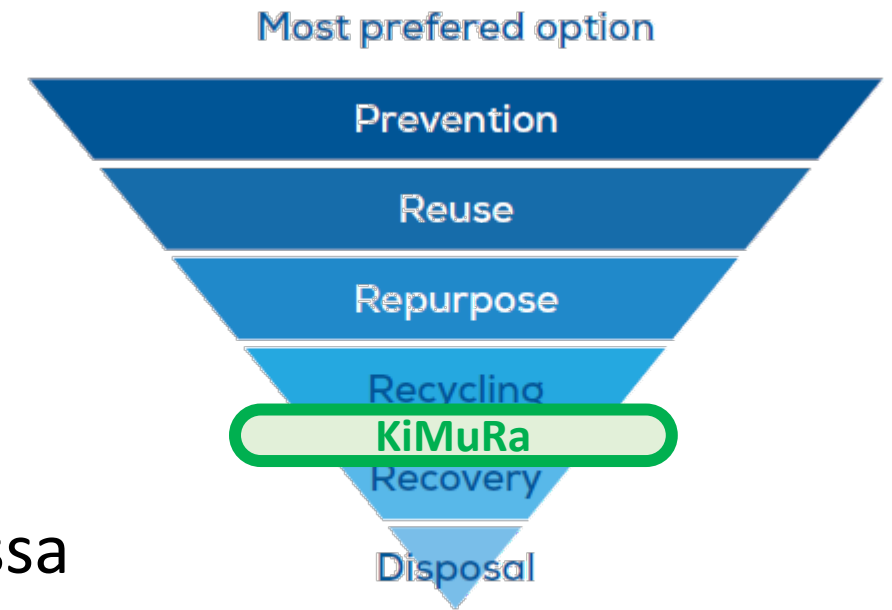 Most prefered option
Prevention
Reuse
Repurpose
Recycling
KiMuRa
Recovery
ssa
Disposal